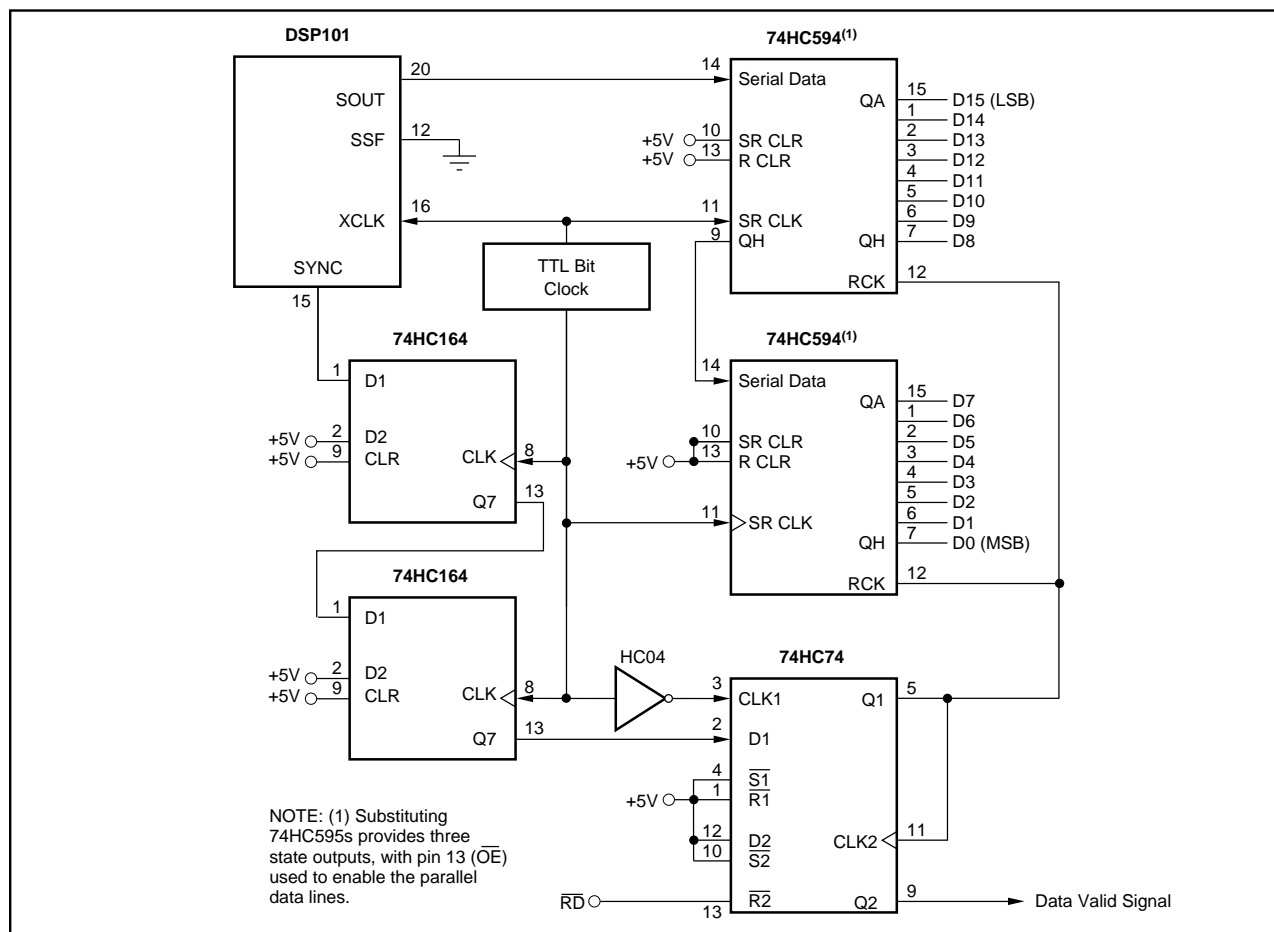 DSP101
20
SOUT
SSF
12
XCLK
16
SYNC
15
TTL Bit
Clock
74HC594(1)
14
Serial Data
+5V
10
SR CLR
+5V
13
R CLR
11
SR CLK
9
QH
QA
15
D15 (LSB)
1
D14
2
D13
3
D12
4
D11
5
D10
6
D9
QH
7
D8
RCK
12
74HC164
1
D1
+5V
2
D2
+5V
9
CLR
CLK
8
Q7
13
74HC594(1)
14
Serial Data
10
SR CLR
+5V
13
R CLR
11
SR CLK
QA
15
D7
1
D6
2
D5
3
D4
4
D3
5
D2
6
D1
QH
7
D0 (MSB)
RCK
12
74HC164
1
D1
+5V
2
D2
+5V
9
CLR
CLK
8
Q7
13
HC04
74HC74
3
CLK1
2
D1
4
S̅1̅
+5V
1
R̅1̅
12
D2
10
S̅2̅
R̅D̅
13
R̅2̅
Q1
5
CLK2
11
Q2
9
Data Valid Signal
NOTE: (1) Substituting
74HC595s provides three
state outputs, with pin 13 (O̅E̅)
used to enable the parallel
data lines.